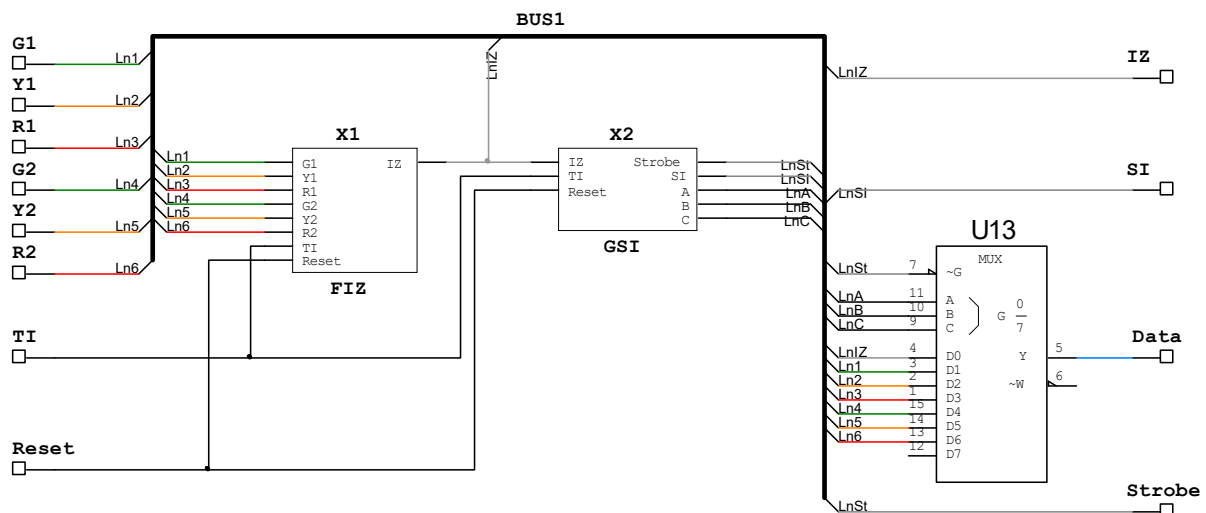 BUS1
G1
Ln1
Y1
Ln2
R1
Ln3
G2
Ln4
Y2
Ln5
R2
Ln6
TI
Reset
LnIZ
X1
Ln1
Ln2
Ln3
Ln4
Ln5
Ln6
G1
Y1
R1
G2
Y2
R2
TI
Reset
IZ
FIZ
X2
IZ
TI
Reset
Strobe
SI
A
B
C
GSI
LnSt
LnSI
LnA
LnB
LnC
LnIZ
IZ
LnSI
SI
U13
MUX
LnSt 7 ~G
LnA 11 A
LnB 10 B
LnC 9 C
G 0
7
LnIZ 4 D0
Ln1 3 D1
Ln2 2 D2
Ln3 1 D3
Ln4 15 D4
Ln5 14 D5
Ln6 13 D6
12 D7
Y 5
~W 6
Data
LnSt
Strobe